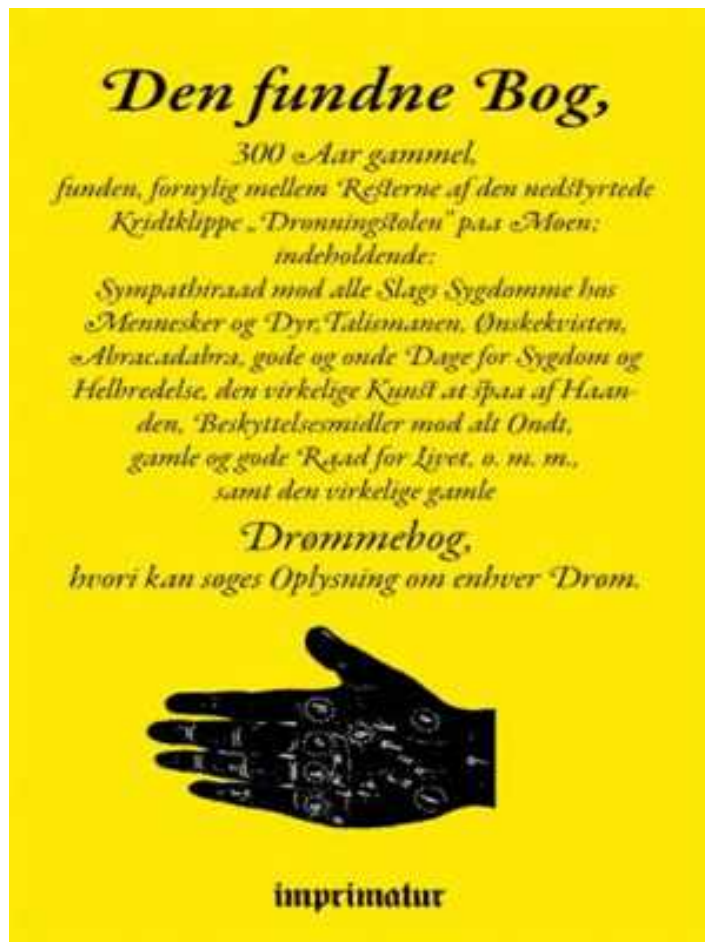 Den fundne Bog,
300 Aar gammel,
funden, fornylig mellem Resterne af den nedstyrtede
Kridtklippe „Dronningstolen" paa Moen;
indeholdende:
Sympathiraad mod alle Slags Sygdomme hos
Mennesker og Dyr, Talismanen, Ønskekvisten,
Abracadabra, gode og onde Dage for Sygdom og
Helbredelse, den virkelige Kunst at spaa af Haan-
den, Beskyttelsesmidler mod alt Ondt,
gamle og gode Raad for Livet, o. m. m.,
samt den virkelige gamle
Drømmebog,
hvori kan søges Oplysning om enhver Drøm.
imprimatur